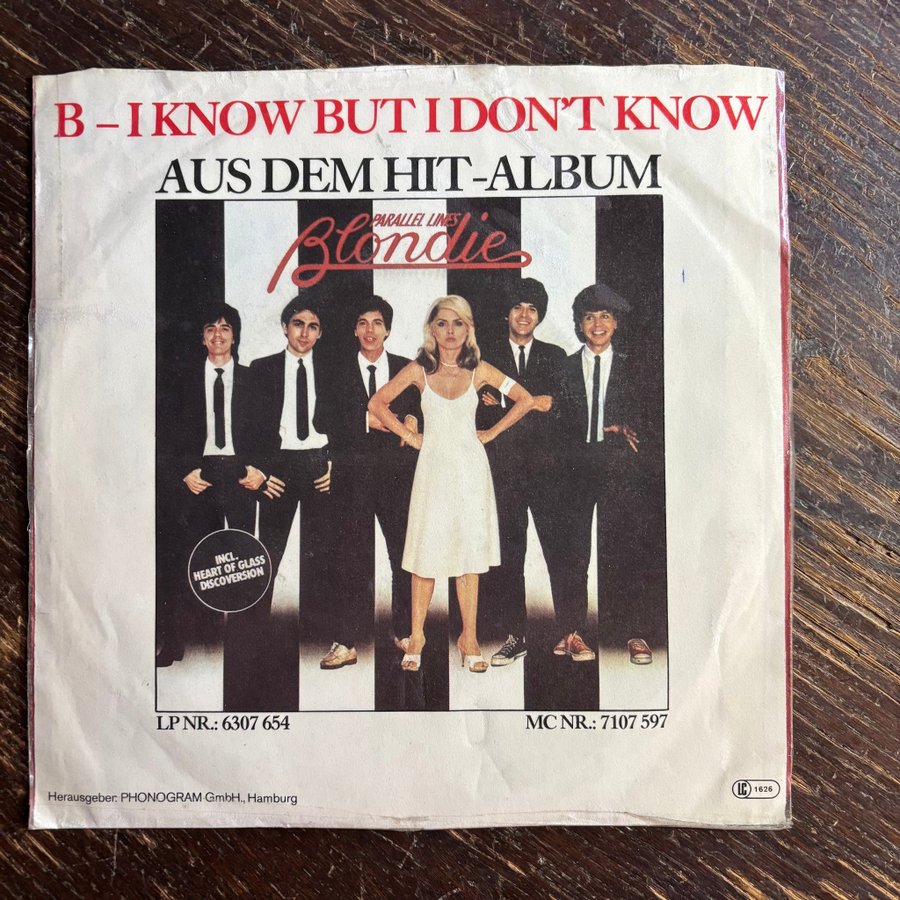 B – I KNOW BUT I DON'T KNOW
AUS DEM HIT-ALBUM
PARALLEL LINES
Blondie
INCL.
HEART OF GLASS
DISCOVERSION
LP NR.: 6307 654
MC NR.: 7107 597
Herausgeber: PHONOGRAM GmbH., Hamburg
LC 1626